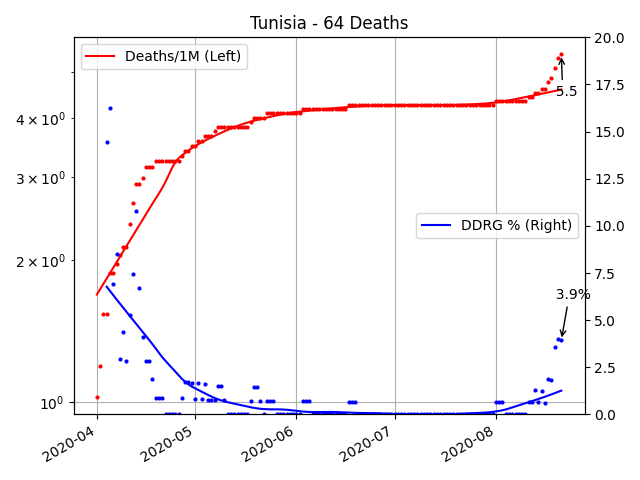 Tunisia - 64 Deaths
Deaths/1M (Left)
DDRG % (Right)
5.5
3.9%
4 × 10⁰
3 × 10⁰
2 × 10⁰
10⁰
20.0
17.5
15.0
12.5
10.0
7.5
5.0
2.5
0.0
2020-04
2020-05
2020-06
2020-07
2020-08